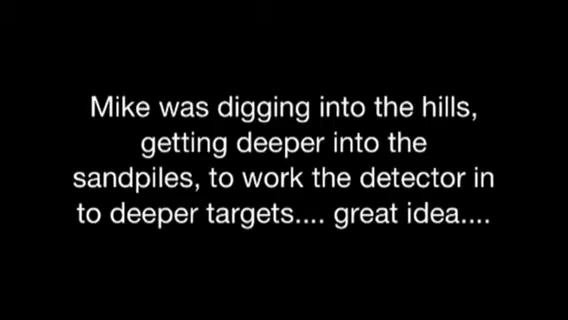 Mike was digging into the hills,
getting deeper into the
sandpiles, to work the detector in
to deeper targets.... great idea....